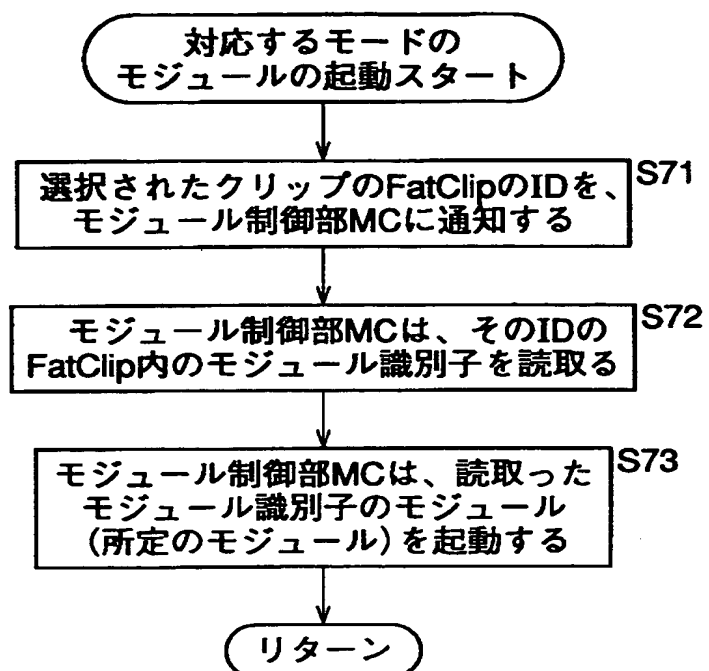 対応するモードの
モジュールの起動スタート
S71
選択されたクリップのFatClipのIDを、
モジュール制御部MCに通知する
S72
モジュール制御部MCは、そのIDの
FatClip内のモジュール識別子を読取る
S73
モジュール制御部MCは、読取った
モジュール識別子のモジュール
(所定のモジュール)を起動する
リターン